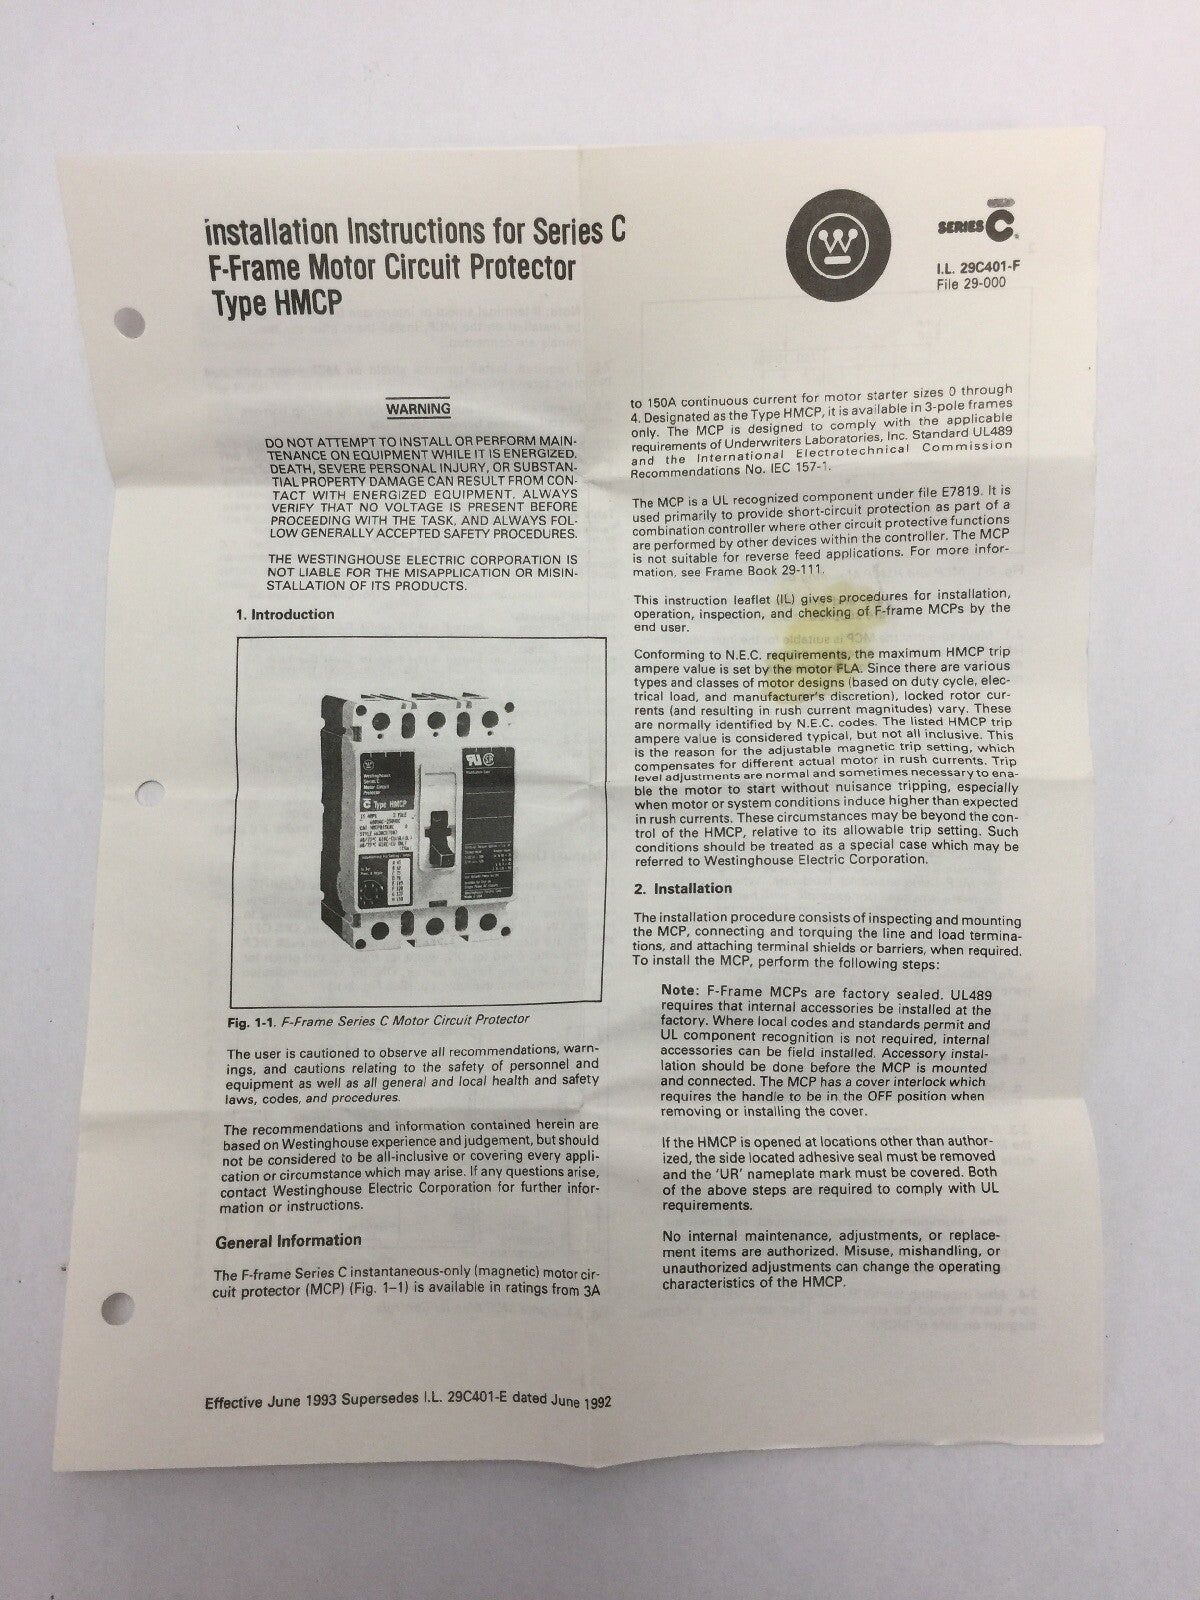 Installation Instructions for Series C
F-Frame Motor Circuit Protector
Type HMCP
W
SERIES C
I.L. 29C401-F
File 29-000
WARNING
DO NOT ATTEMPT TO INSTALL OR PERFORM MAIN-
TENANCE ON EQUIPMENT WHILE IT IS ENERGIZED.
DEATH, SEVERE PERSONAL INJURY, OR SUBSTAN-
TIAL PROPERTY DAMAGE CAN RESULT FROM CON-
TACT WITH ENERGIZED EQUIPMENT. ALWAYS
VERIFY THAT NO VOLTAGE IS PRESENT BEFORE
PROCEEDING WITH THE TASK, AND ALWAYS FOL-
LOW GENERALLY ACCEPTED SAFETY PROCEDURES.
THE WESTINGHOUSE ELECTRIC CORPORATION IS
NOT LIABLE FOR THE MISAPPLICATION OR MISIN-
STALLATION OF ITS PRODUCTS.
1. Introduction
Westinghouse
Series C
Motor Circuit
Protector
C Type HMCP
Fig. 1-1. F-Frame Series C Motor Circuit Protector
The user is cautioned to observe all recommendations, warn-
ings, and cautions relating to the safety of personnel and
equipment as well as all general and local health and safety
laws, codes, and procedures.
The recommendations and information contained herein are
based on Westinghouse experience and judgement, but should
not be considered to be all-inclusive or covering every appli-
cation or circumstance which may arise. If any questions arise,
contact Westinghouse Electric Corporation for further infor-
mation or instructions.
General Information
The F-frame Series C instantaneous-only (magnetic) motor cir-
cuit protector (MCP) (Fig. 1-1) is available in ratings from 3A
to 150A continuous current for motor starter sizes 0 through
4. Designated as the Type HMCP, it is available in 3-pole frames
only. The MCP is designed to comply with the applicable
requirements of Underwriters Laboratories, Inc. Standard UL489
and the International Electrotechnical Commission
Recommendations No. IEC 157-1.
The MCP is a UL recognized component under file E7819. It is
used primarily to provide short-circuit protection as part of a
combination controller where other circuit protective functions
are performed by other devices within the controller. The MCP
is not suitable for reverse feed applications. For more infor-
mation, see Frame Book 29-111.
This instruction leaflet (IL) gives procedures for installation,
operation, inspection, and checking of F-frame MCPs by the
end user.
Conforming to N.E.C. requirements, the maximum HMCP trip
ampere value is set by the motor FLA. Since there are various
types and classes of motor designs (based on duty cycle, elec-
trical load, and manufacturer's discretion), locked rotor cur-
rents (and resulting in rush current magnitudes) vary. These
are normally identified by N.E.C. codes. The listed HMCP trip
ampere value is considered typical, but not all inclusive. This
is the reason for the adjustable magnetic trip setting, which
compensates for different actual motor in rush currents. Trip
level adjustments are normal and sometimes necessary to ena-
ble the motor to start without nuisance tripping, especially
when motor or system conditions induce higher than expected
in rush currents. These circumstances may be beyond the con-
trol of the HMCP, relative to its allowable trip setting. Such
conditions should be treated as a special case which may be
referred to Westinghouse Electric Corporation.
2. Installation
The installation procedure consists of inspecting and mounting
the MCP, connecting and torquing the line and load termina-
tions, and attaching terminal shields or barriers, when required.
To install the MCP, perform the following steps:
Note: F-Frame MCPs are factory sealed. UL489
requires that internal accessories be installed at the
factory. Where local codes and standards permit and
UL component recognition is not required, internal
accessories can be field installed. Accessory instal-
lation should be done before the MCP is mounted
and connected. The MCP has a cover interlock which
requires the handle to be in the OFF position when
removing or installing the cover.
If the HMCP is opened at locations other than author-
ized, the side located adhesive seal must be removed
and the 'UR' nameplate mark must be covered. Both
of the above steps are required to comply with UL
requirements.
No internal maintenance, adjustments, or replace-
ment items are authorized. Misuse, mishandling, or
unauthorized adjustments can change the operating
characteristics of the HMCP.
Effective June 1993 Supersedes I.L. 29C401-E dated June 1992